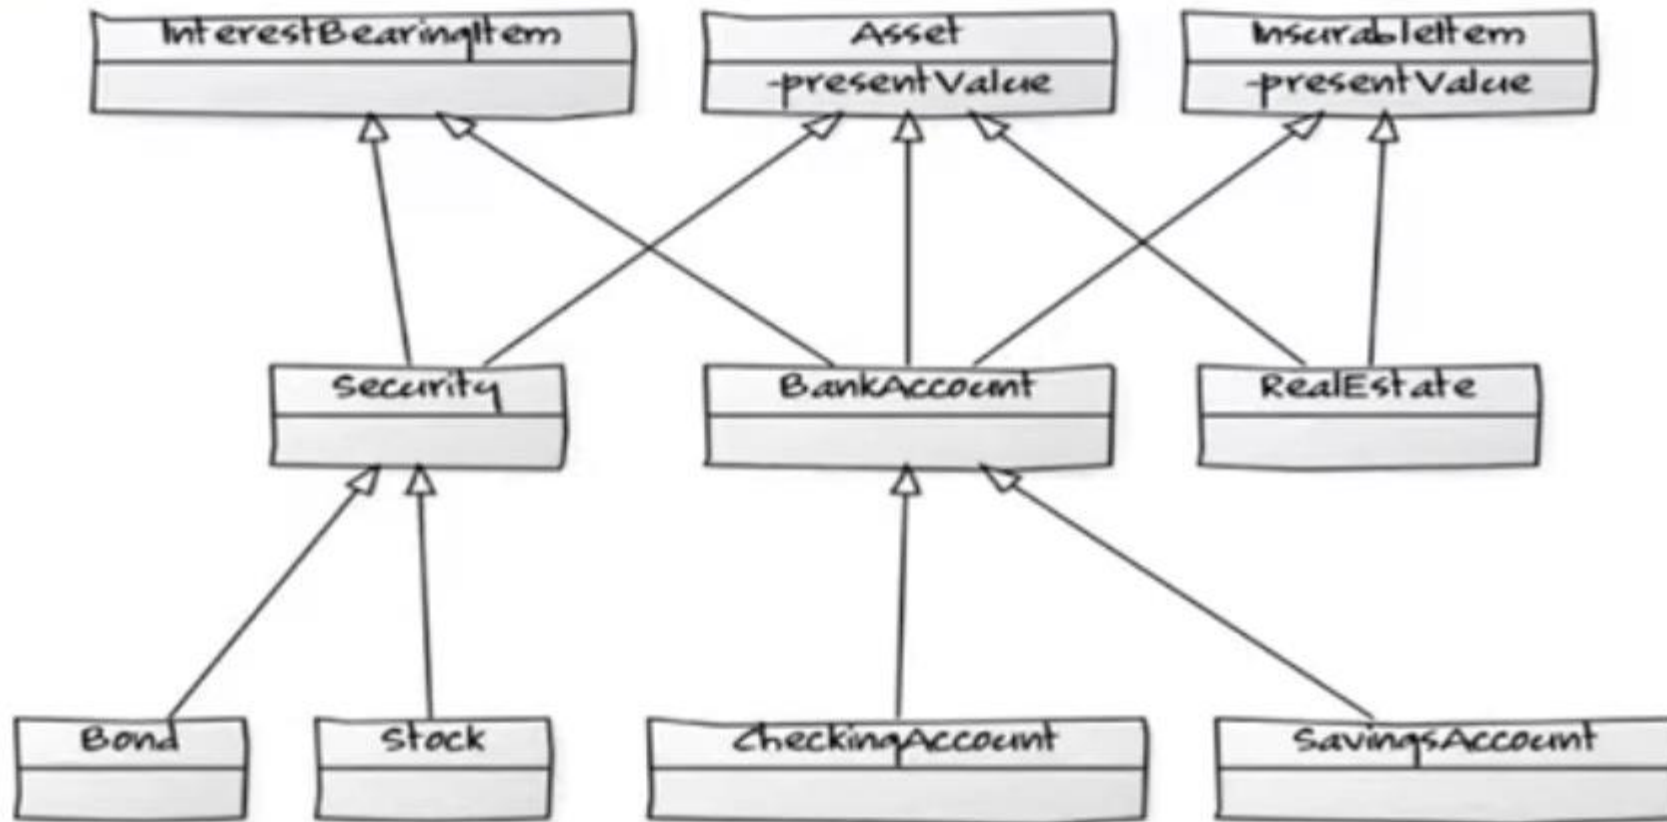 InterestBearingItem
Asset
-presentValue
InsurableItem
-presentValue
Security
BankAccount
RealEstate
Bond
Stock
CheckingAccount
SavingsAccount